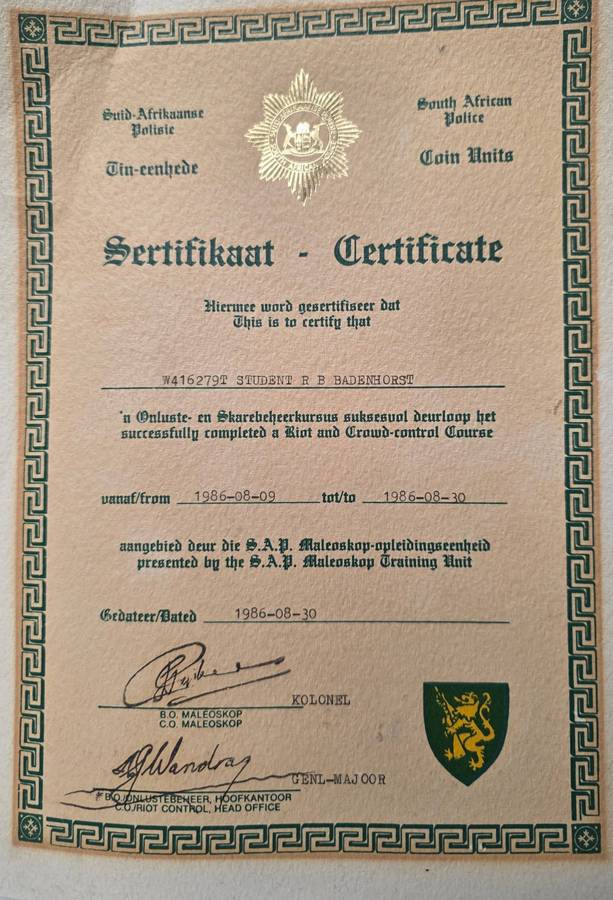 Suid-Afrikaanse
Polisie
Tin-eenhede
South African
Police
Coin Units
Sertifikaat - Certificate
Hiermee word gesertifiseer dat
This is to certify that
W416279T STUDENT R B BADENHORST
'n Onluste- en Skarebeheerkursus suksesvol deurloop het
successfully completed a Riot and Crowd-control Course
vanaf/from 1986-08-09 tot/to 1986-08-30
aangebied deur die S.A.P. Maleoskop-opleidingseenheid
presented by the S.A.P. Maleoskop Training Unit
Gedateer/Dated 1986-08-30
KOLONEL
B.O. MALEOSKOP
C.O. MALEOSKOP
Wandrag
GENL-MAJOOR
B.O./ONLUSTEBEHEER, HOOFKANTOOR
C.O./RIOT CONTROL, HEAD OFFICE